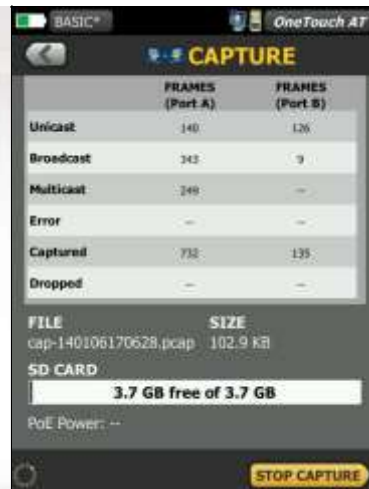 BASIC* OneTouch AT
CAPTURE
FRAMES (Port A) FRAMES (Port B)
Unicast 140 126
Broadcast 343 9
Multicast 249 --
Error -- --
Captured 732 135
Dropped -- --
FILE SIZE
cap-140106170628.pcap 102.9 KB
SD CARD
3.7 GB free of 3.7 GB
PoE Power: --
STOP CAPTURE